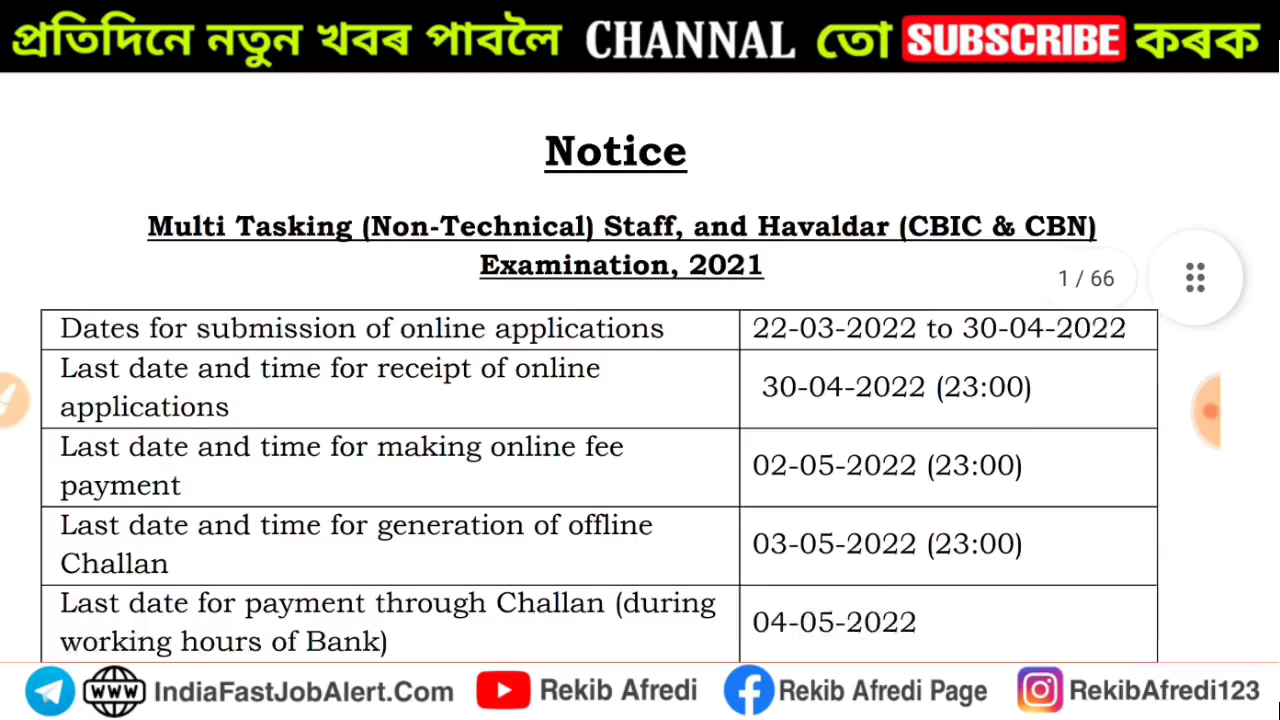 প্ৰতিদিনে নতুন খবৰ পাবলৈ CHANNAL তো SUBSCRIBE কৰক
Notice
Multi Tasking (Non-Technical) Staff, and Havaldar (CBIC & CBN)
Examination, 2021
1 / 66
Dates for submission of online applications 22-03-2022 to 30-04-2022
Last date and time for receipt of online
applications 30-04-2022 (23:00)
Last date and time for making online fee
payment 02-05-2022 (23:00)
Last date and time for generation of offline
Challan 03-05-2022 (23:00)
Last date for payment through Challan (during
working hours of Bank) 04-05-2022
WWW IndiaFastJobAlert.Com Rekib Afredi Rekib Afredi Page RekibAfredi123